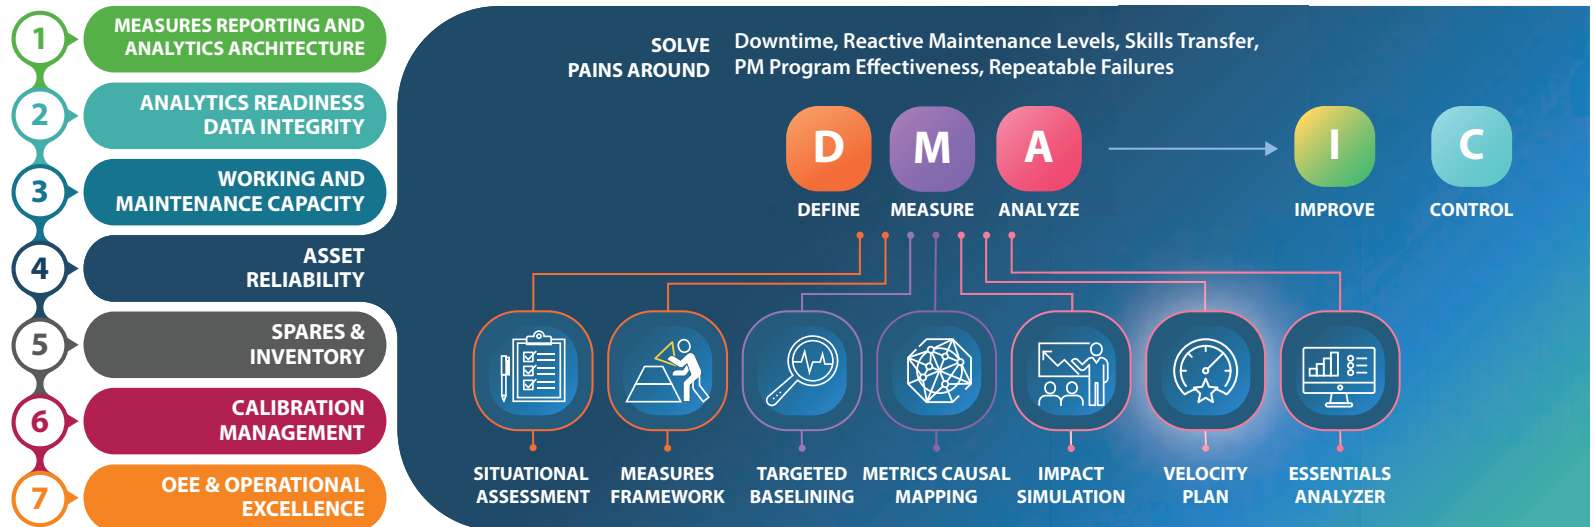 1
MEASURES REPORTING AND
ANALYTICS ARCHITECTURE
2
ANALYTICS READINESS
DATA INTEGRITY
3
WORKING AND
MAINTENANCE CAPACITY
4
ASSET
RELIABILITY
5
SPARES &
INVENTORY
6
CALIBRATION
MANAGEMENT
7
OEE & OPERATIONAL
EXCELLENCE
SOLVE
PAINS AROUND
Downtime, Reactive Maintenance Levels, Skills Transfer,
PM Program Effectiveness, Repeatable Failures
D
M
A
I
C
DEFINE
MEASURE
ANALYZE
IMPROVE
CONTROL
SITUATIONAL
ASSESSMENT
MEASURES
FRAMEWORK
TARGETED
BASELINING
METRICS CAUSAL
MAPPING
IMPACT
SIMULATION
VELOCITY
PLAN
ESSENTIALS
ANALYZER